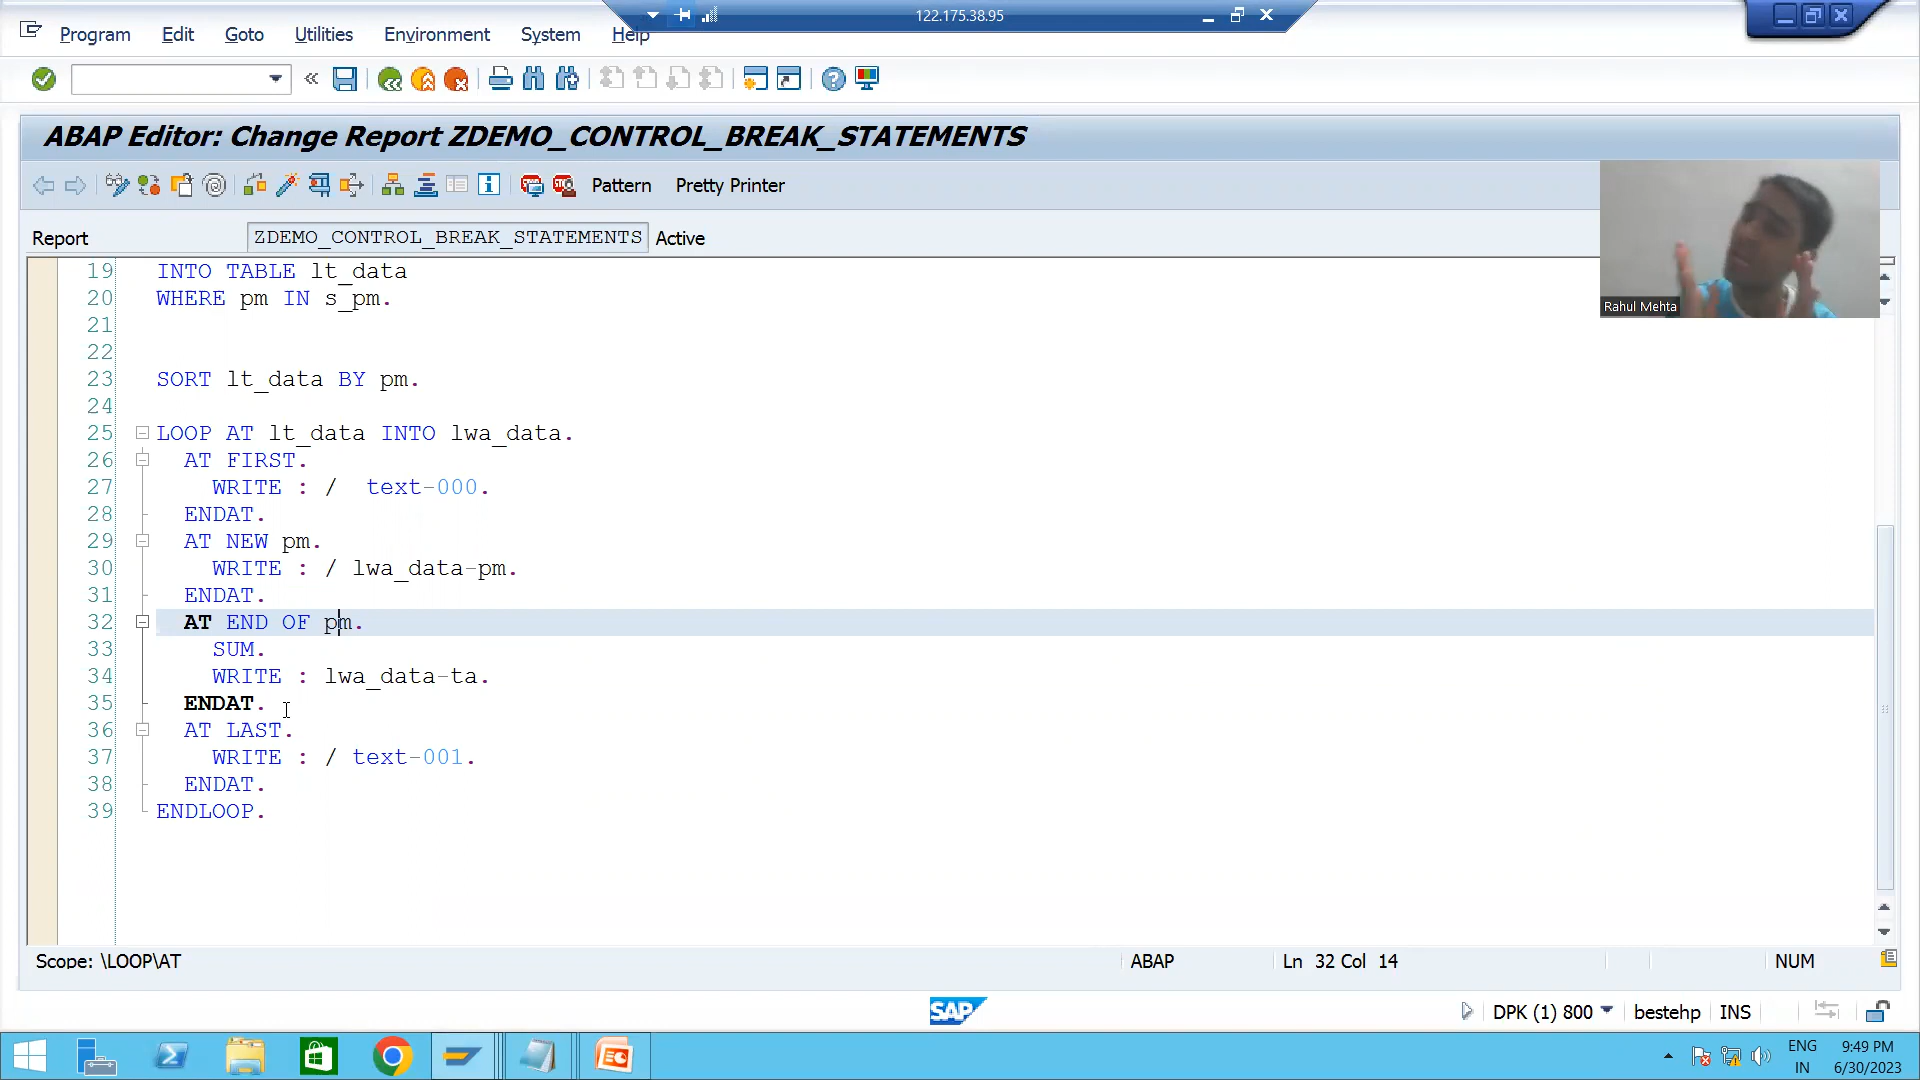 122.175.38.95
Program Edit Goto Utilities Environment System Help
ABAP Editor: Change Report ZDEMO_CONTROL_BREAK_STATEMENTS
Pattern Pretty Printer
Report ZDEMO_CONTROL_BREAK_STATEMENTS Active
Rahul Mehta
19 INTO TABLE lt_data
20 WHERE pm IN s_pm.
21
22
23 SORT lt_data BY pm.
24
25 LOOP AT lt_data INTO lwa_data.
26 AT FIRST.
27 WRITE : / text-000.
28 ENDAT.
29 AT NEW pm.
30 WRITE : / lwa_data-pm.
31 ENDAT.
32 AT END OF pm.
33 SUM.
34 WRITE : lwa_data-ta.
35 ENDAT.
36 AT LAST.
37 WRITE : / text-001.
38 ENDAT.
39 ENDLOOP.
Scope: \LOOP\AT ABAP Ln 32 Col 14 NUM
SAP DPK (1) 800 bestehp INS
ENG 9:49 PM
IN 6/30/2023